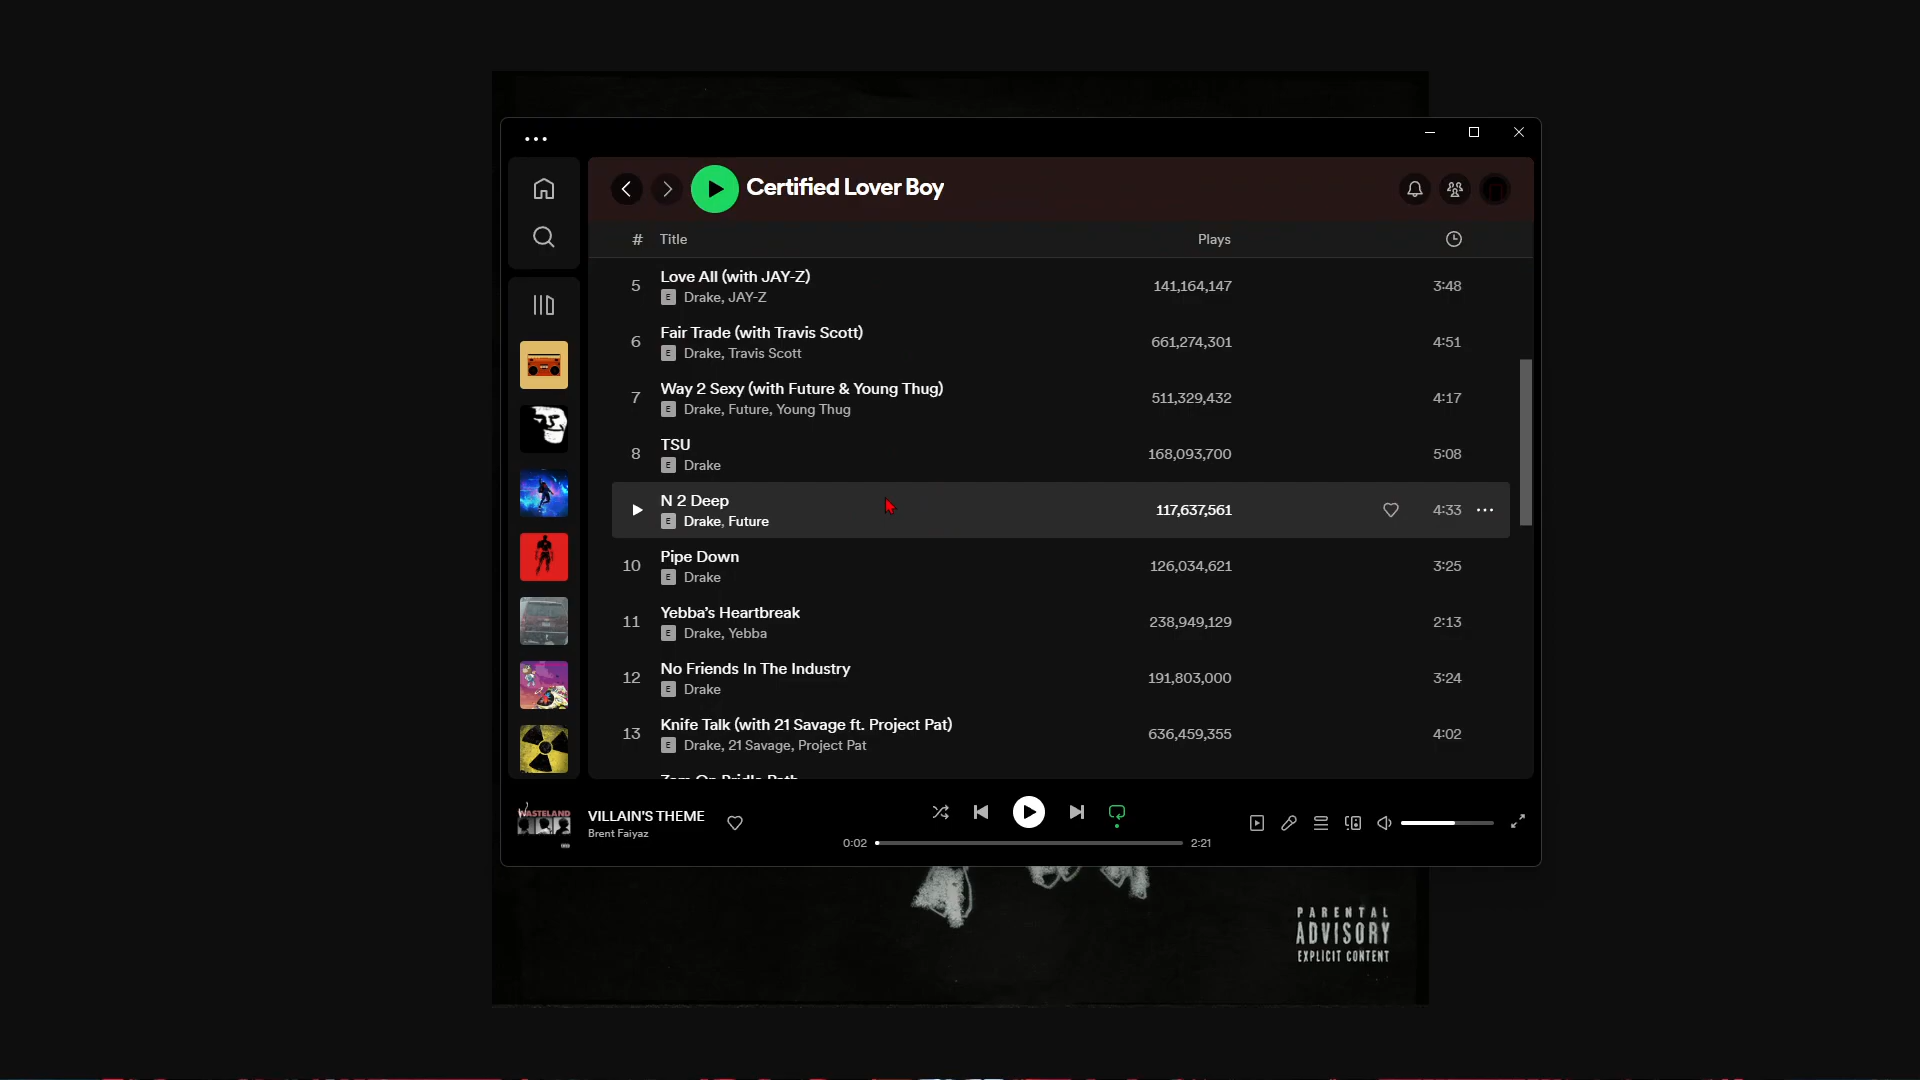 Certified Lover Boy
# Title Plays
5 Love All (with JAY-Z) 141,164,147 3:48
E Drake, JAY-Z
6 Fair Trade (with Travis Scott) 661,274,301 4:51
E Drake, Travis Scott
7 Way 2 Sexy (with Future & Young Thug) 511,329,432 4:17
E Drake, Future, Young Thug
8 TSU 168,093,700 5:08
E Drake
N 2 Deep 117,637,561 4:33
E Drake, Future
10 Pipe Down 126,034,621 3:25
E Drake
11 Yebba’s Heartbreak 238,949,129 2:13
E Drake, Yebba
12 No Friends In The Industry 191,803,000 3:24
E Drake
13 Knife Talk (with 21 Savage ft. Project Pat) 636,459,355 4:02
E Drake, 21 Savage, Project Pat
WASTELAND
VILLAIN'S THEME
Brent Faiyaz
0:02 2:21
PARENTAL
ADVISORY
EXPLICIT CONTENT